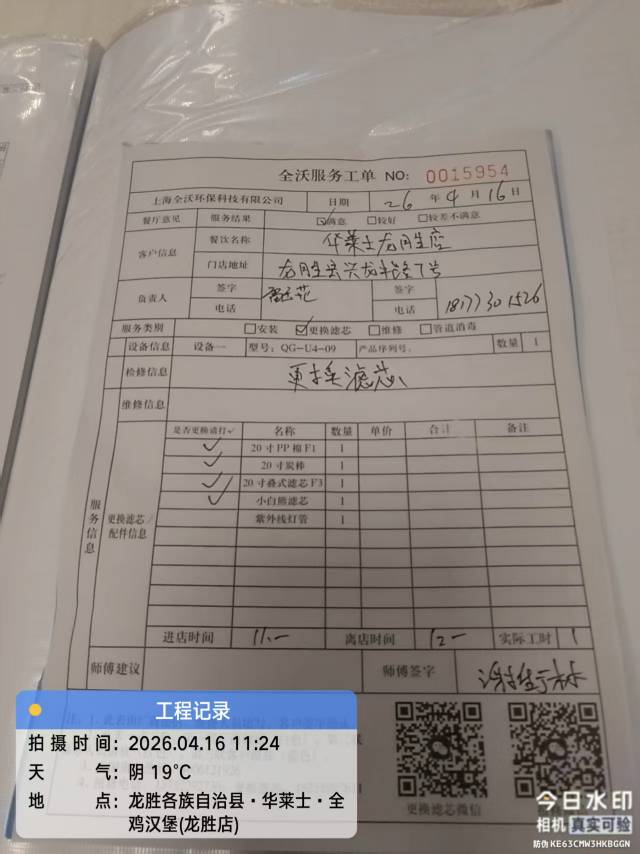 全沃服务工单 NO: 0015954
上海全沃环保科技有限公司 日期 26 年 4 月 16 日
餐厅意见 服务结果 ☑满意 □较好 □较差不满意
客户信息 餐饮名称 华莱士龙胜店
门店地址
负责人 签字 签字
电话 电话 18177301526
服务类别 □安装 ☑更换滤芯 □维修 □管道消毒
服务信息
设备信息 设备一 型号: QG-U4-09 产品序列号: 数量 1
检修信息 更换滤芯
维修信息
更换滤芯/配件信息
是否更换请打✓ 名称 数量 单价 合计 备注
✓ 20寸PP棉F1 1
✓ 20寸炭棒 1
✓ 20寸叠式滤芯F3 1
✓ 小白熊滤芯 1
紫外线灯管 1
进店时间 11:- 离店时间 12- 实际工时 1
师傅建议 师傅签字
更换滤芯微信
工程记录
拍摄时间: 2026.04.16 11:24
天气: 阴 19℃
地点: 龙胜各族自治县·华莱士·全
鸡汉堡(龙胜店)
今日水印
相机 真实可验
防伪 KE63CMW3HKBGGN